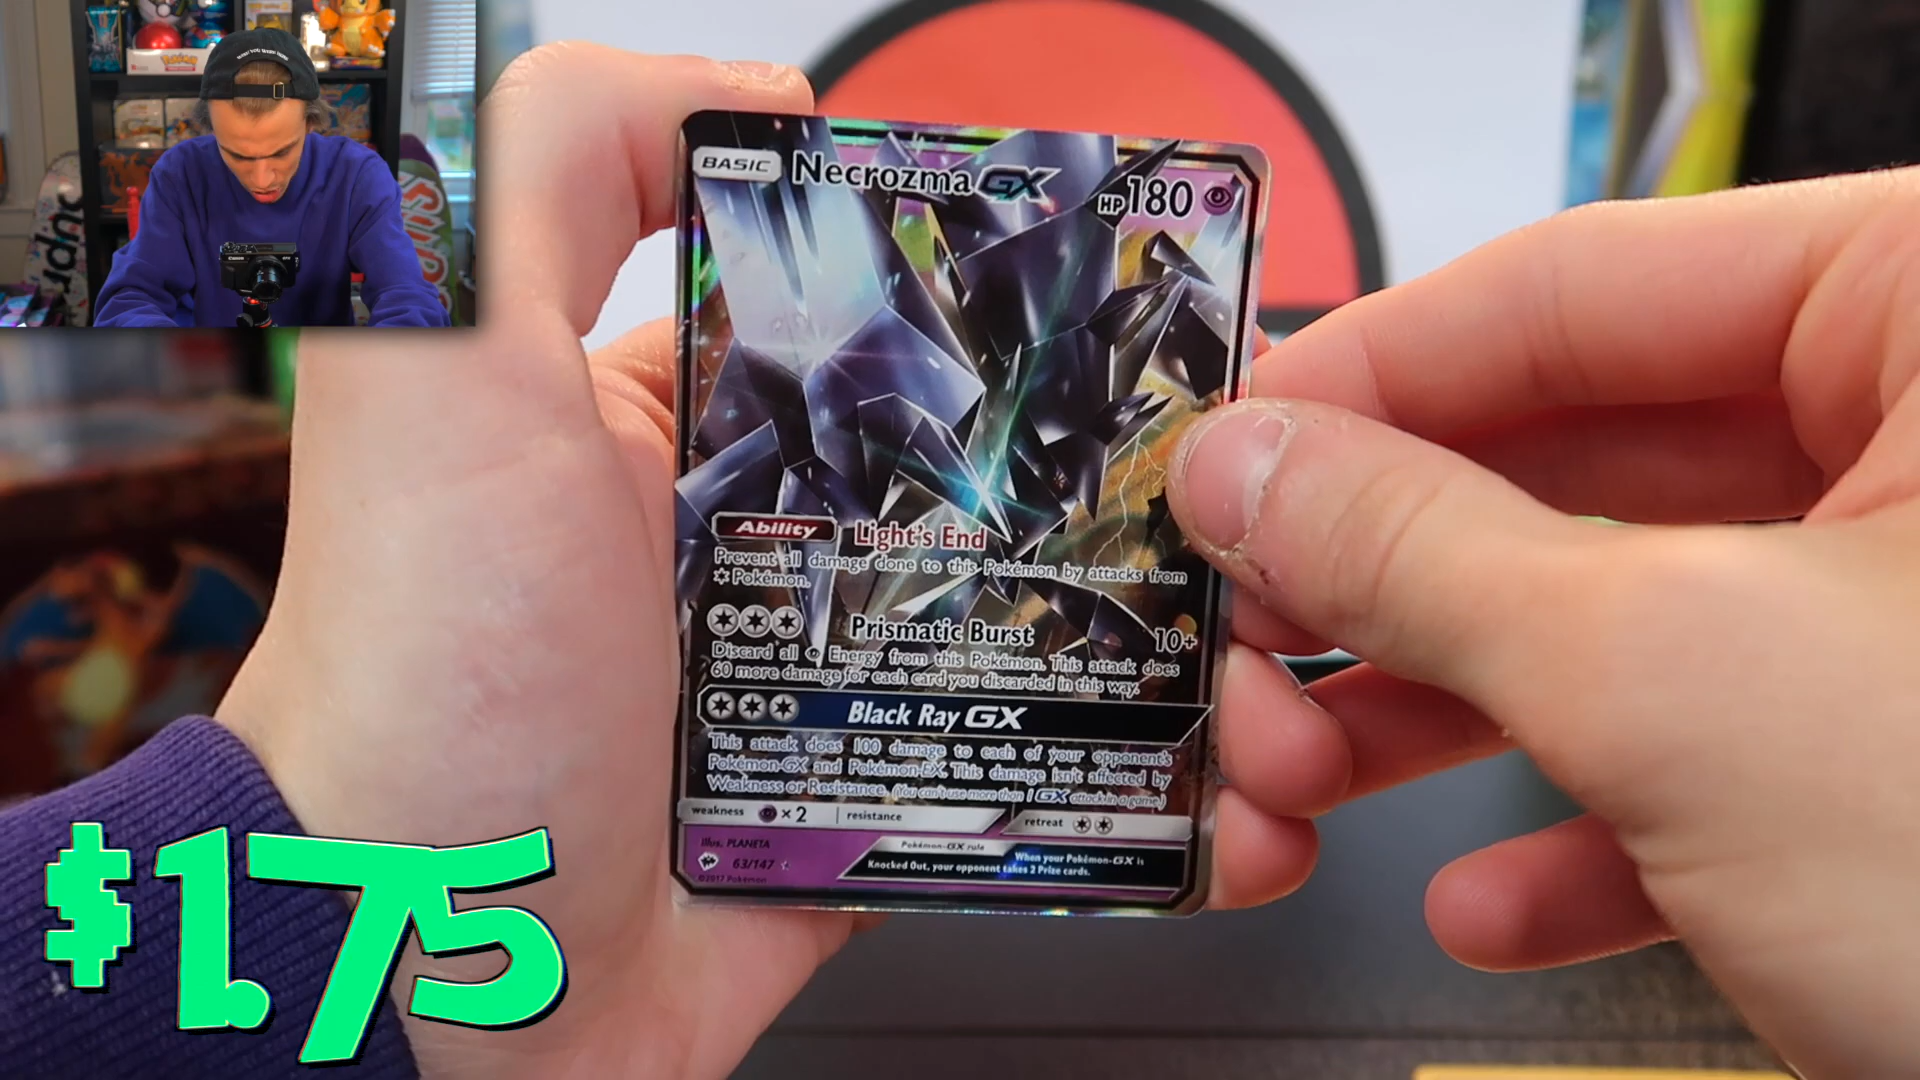 Pokémon
Canon
BASIC Necrozma GX HP 180
Ability Light's End
Prevent all damage done to this Pokémon by attacks from
Pokémon.
Prismatic Burst 10+
Discard all Energy from this Pokémon. This attack does
60 more damage for each card you discarded in this way.
Black Ray GX
This attack does 100 damage to each of your opponent's
Pokémon-GX and Pokémon-EX. This damage isn't affected by
Weakness or Resistance. (You can't use more than 1 GX attack in a game.)
weakness ×2 resistance retreat
Illus. PLANETA
63/147
©2017 Pokémon
Pokémon-GX rule
When your Pokémon-GX is
Knocked Out, your opponent takes 2 Prize cards.
$1.75